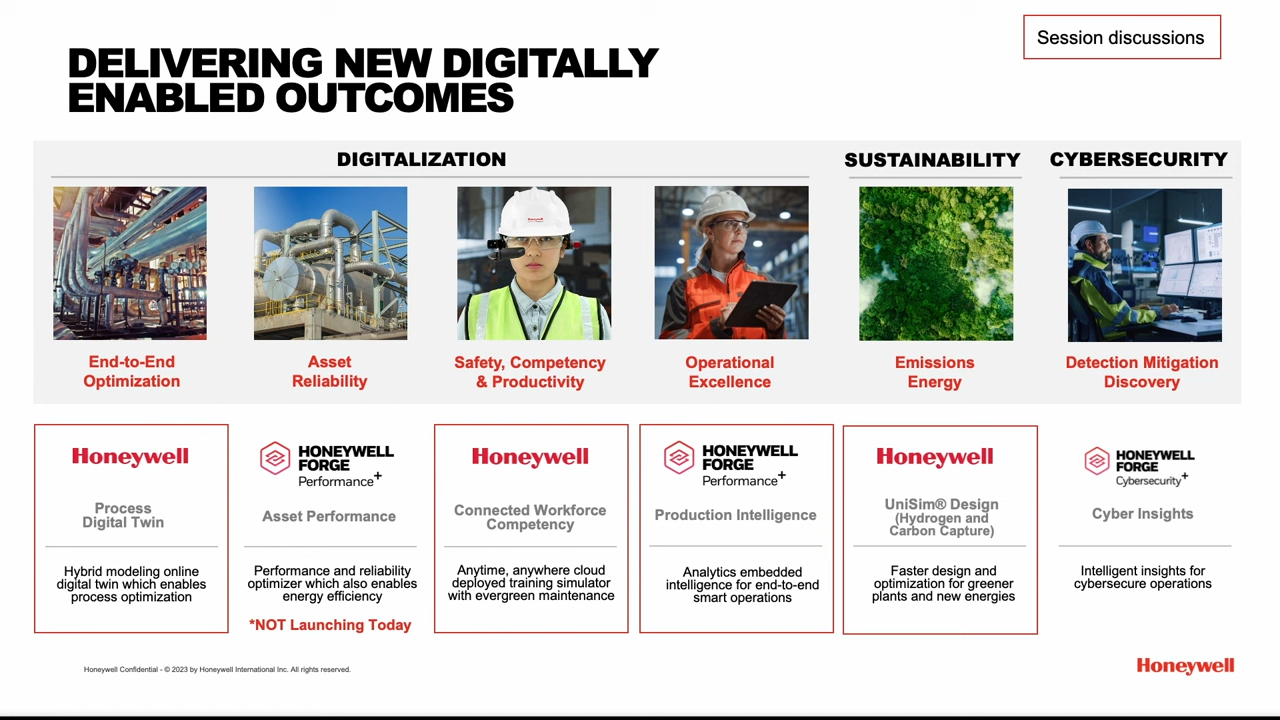 Session discussions
DELIVERING NEW DIGITALLY
ENABLED OUTCOMES
DIGITALIZATION
SUSTAINABILITY
CYBERSECURITY
Honeywell
End-to-End
Optimization
Asset
Reliability
Safety, Competency
& Productivity
Operational
Excellence
Emissions
Energy
Detection Mitigation
Discovery
Honeywell
Process
Digital Twin
Hybrid modeling online
digital twin which enables
process optimization
HONEYWELL
FORGE
Performance+
Asset Performance
Performance and reliability
optimizer which also enables
energy efficiency
*NOT Launching Today
Honeywell
Connected Workforce
Competency
Anytime, anywhere cloud
deployed training simulator
with evergreen maintenance
HONEYWELL
FORGE
Performance+
Production Intelligence
Analytics embedded
intelligence for end-to-end
smart operations
Honeywell
UniSim® Design
(Hydrogen and
Carbon Capture)
Faster design and
optimization for greener
plants and new energies
HONEYWELL
FORGE
Cybersecurity+
Cyber Insights
Intelligent insights for
cybersecure operations
Honeywell Confidential - © 2023 by Honeywell International Inc. All rights reserved.
Honeywell